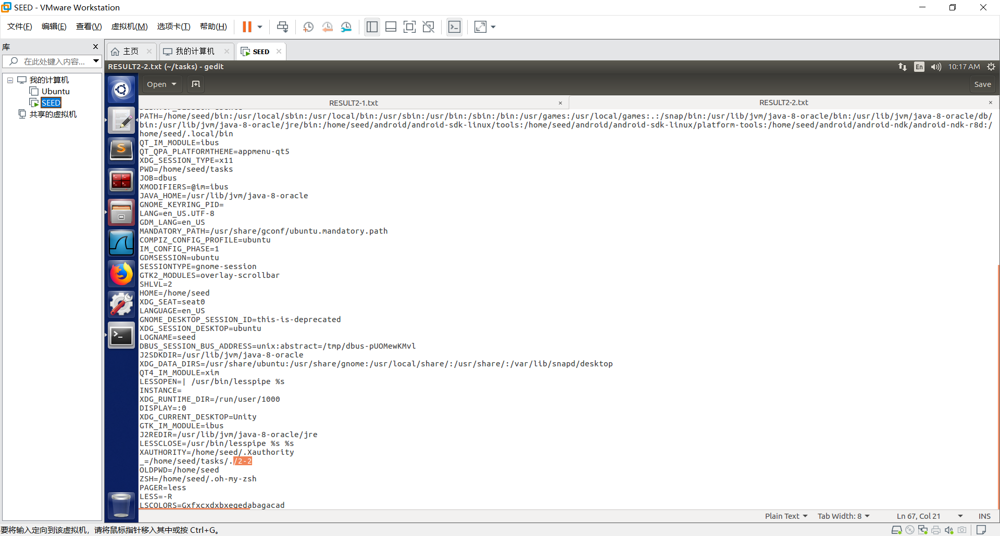 SEED - VMware Workstation
文件(F) 编辑(E) 查看(V) 虚拟机(M) 选项卡(T) 帮助(H)
库
在此处键入内容...
我的计算机
Ubuntu
SEED
共享的虚拟机
主页 我的计算机 SEED
RESULT2-2.txt (~/tasks) - gedit
En 10:17 AM
Open Save
RESULT2-1.txt RESULT2-2.txt
PATH=/home/seed/bin:/usr/local/sbin:/usr/local/bin:/usr/sbin:/usr/bin:/sbin:/bin:/usr/games:/usr/local/games:.:/snap/bin:/usr/lib/jvm/java-8-oracle/bin:/usr/lib/jvm/java-8-oracle/db/
bin:/usr/lib/jvm/java-8-oracle/jre/bin:/home/seed/android/android-sdk-linux/tools:/home/seed/android/android-sdk-linux/platform-tools:/home/seed/android/android-ndk/android-ndk-r8d:/
home/seed/.local/bin
QT_IM_MODULE=ibus
QT_QPA_PLATFORMTHEME=appmenu-qt5
XDG_SESSION_TYPE=x11
PWD=/home/seed/tasks
JOB=dbus
XMODIFIERS=@im=ibus
JAVA_HOME=/usr/lib/jvm/java-8-oracle
GNOME_KEYRING_PID=
LANG=en_US.UTF-8
GDM_LANG=en_US
MANDATORY_PATH=/usr/share/gconf/ubuntu.mandatory.path
COMPIZ_CONFIG_PROFILE=ubuntu
IM_CONFIG_PHASE=1
GDMSESSION=ubuntu
SESSIONTYPE=gnome-session
GTK2_MODULES=overlay-scrollbar
SHLVL=2
HOME=/home/seed
XDG_SEAT=seat0
LANGUAGE=en_US
GNOME_DESKTOP_SESSION_ID=this-is-deprecated
XDG_SESSION_DESKTOP=ubuntu
LOGNAME=seed
DBUS_SESSION_BUS_ADDRESS=unix:abstract=/tmp/dbus-pUOMewKMvl
J2SDKDIR=/usr/lib/jvm/java-8-oracle
XDG_DATA_DIRS=/usr/share/ubuntu:/usr/share/gnome:/usr/local/share/:/usr/share/:/var/lib/snapd/desktop
QT4_IM_MODULE=xim
LESSOPEN=| /usr/bin/lesspipe %s
INSTANCE=
XDG_RUNTIME_DIR=/run/user/1000
DISPLAY=:0
XDG_CURRENT_DESKTOP=Unity
GTK_IM_MODULE=ibus
J2REDIR=/usr/lib/jvm/java-8-oracle/jre
LESSCLOSE=/usr/bin/lesspipe %s %s
XAUTHORITY=/home/seed/.Xauthority
_=/home/seed/tasks/./2-2
OLDPWD=/home/seed
ZSH=/home/seed/.oh-my-zsh
PAGER=less
LESS=-R
LSCOLORS=Gxfxcxdxbxegedabagacad
Plain Text Tab Width: 8 Ln 67, Col 21 INS
要将输入定向到该虚拟机，请将鼠标指针移入其中或按 Ctrl+G。